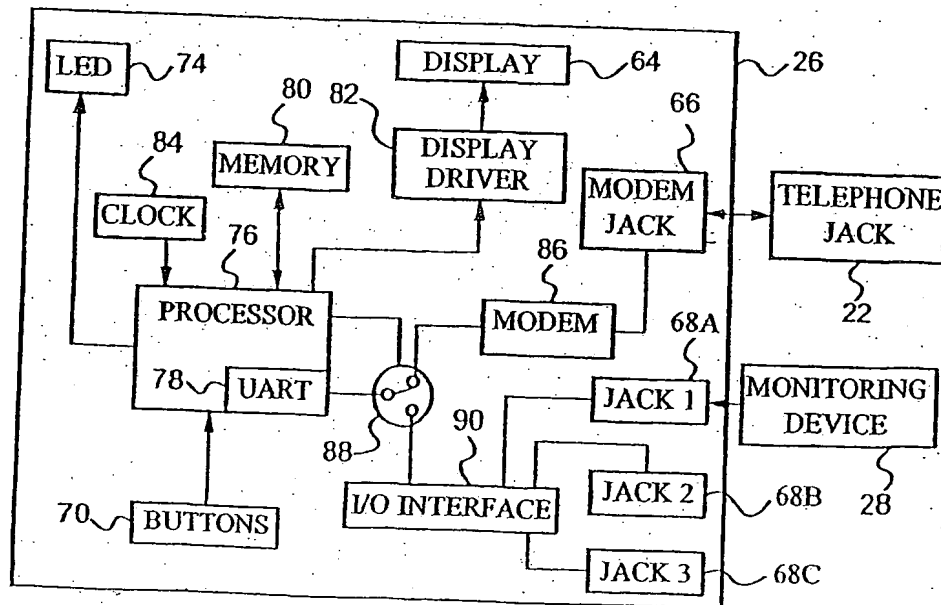 LED
74
DISPLAY
64
26
82
80
66
84
MEMORY
DISPLAY
DRIVER
MODEM
JACK
TELEPHONE
JACK
CLOCK
76
86
22
PROCESSOR
MODEM
68A
78
UART
88
90
JACK 1
MONITORING
DEVICE
28
70
BUTTONS
I/O INTERFACE
JACK 2
68B
JACK 3
68C